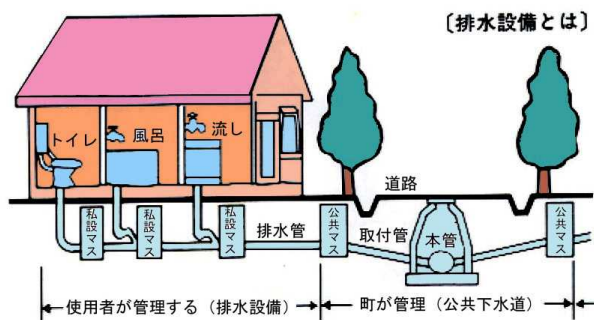 〔排水設備とは〕
トイレ
風呂
流し
道路
私設マス
私設マス
私設マス
排水管
公共マス
取付管
本管
公共マス
使用者が管理する（排水設備）
町が管理（公共下水道）